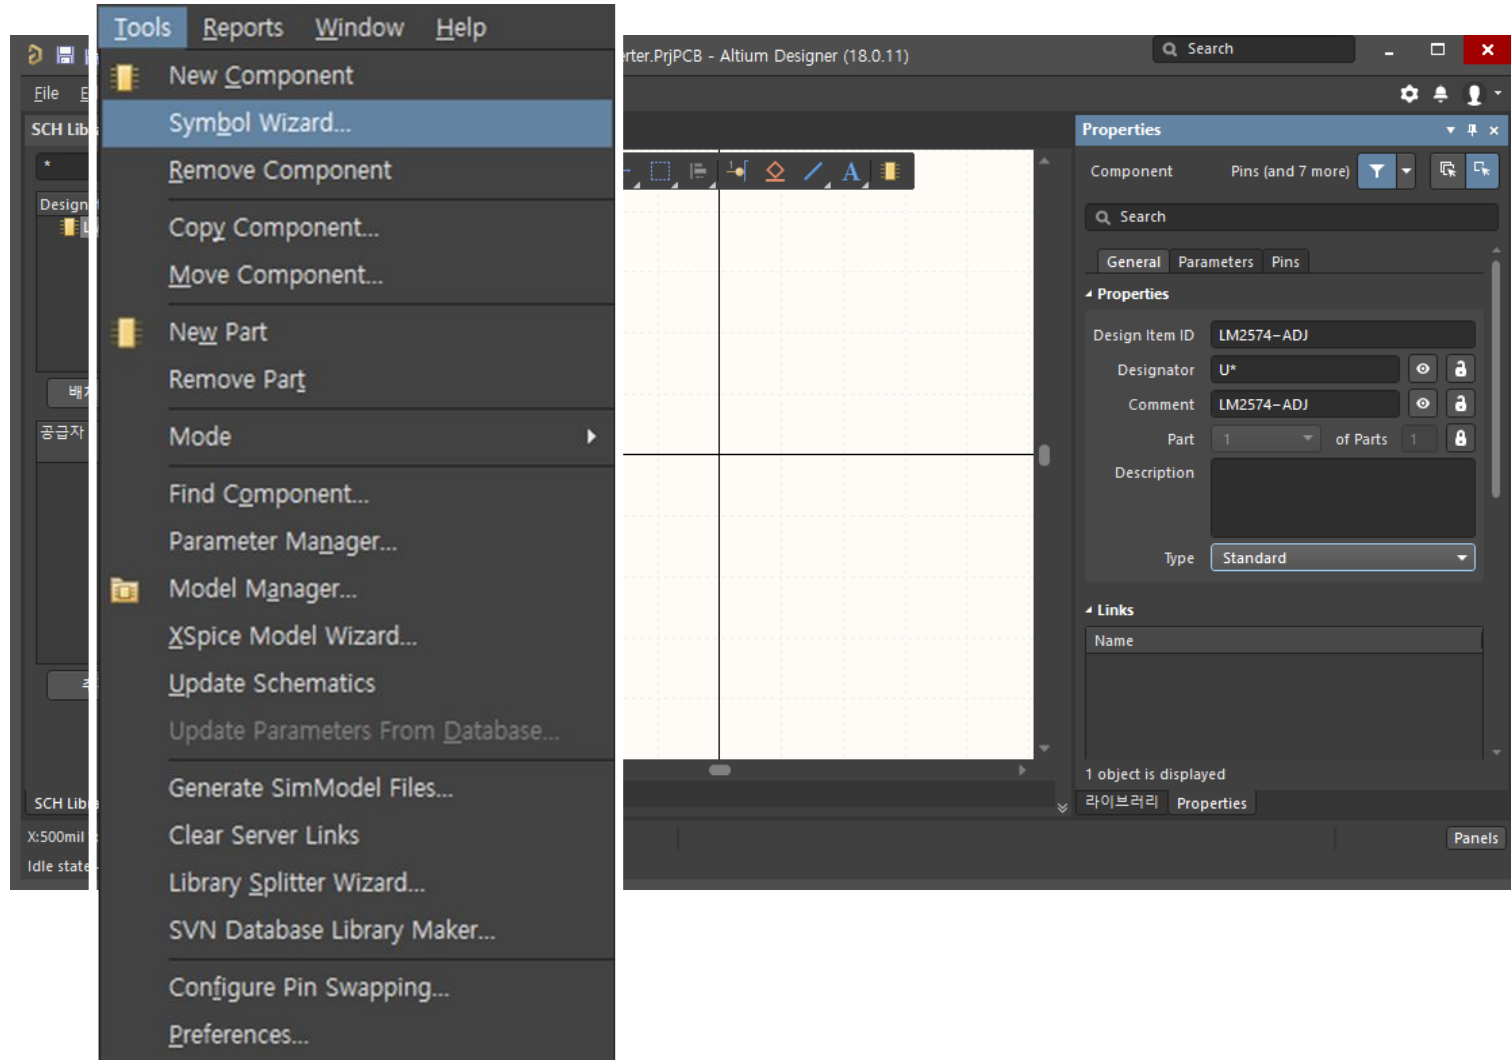 Tools Reports Window Help
New Component
Symbol Wizard...
Remove Component
Copy Component...
Move Component...
New Part
Remove Part
Mode
Find Component...
Parameter Manager...
Model Manager...
XSpice Model Wizard...
Update Schematics
Update Parameters From Database...
Generate SimModel Files...
Clear Server Links
Library Splitter Wizard...
SVN Database Library Maker...
Configure Pin Swapping...
Preferences...
File
SCH Lib
*
Design
공급자
SCH Lib
X:500mil
Idle state
erter.PrjPCB - Altium Designer (18.0.11)
Search
A
Properties
Component Pins (and 7 more)
Search
General Parameters Pins
Properties
Design Item ID LM2574-ADJ
Designator U*
Comment LM2574-ADJ
Part 1 of Parts 1
Description
Type Standard
Links
Name
1 object is displayed
라이브러리 Properties
Panels